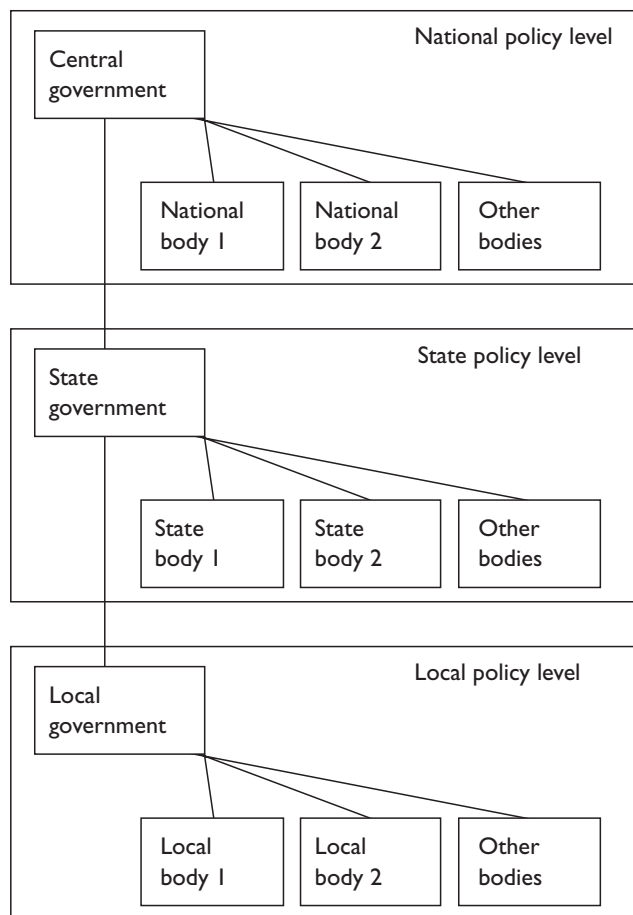 National policy level
Central
government
National
body 1
National
body 2
Other
bodies
State policy level
State
government
State
body 1
State
body 2
Other
bodies
Local policy level
Local
government
Local
body 1
Local
body 2
Other
bodies